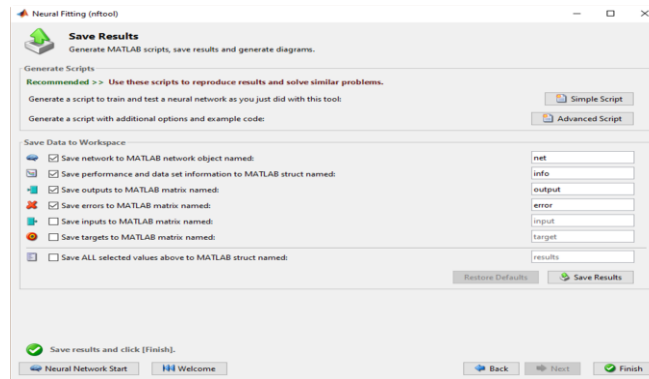 Neural Fitting (nftool)
Save Results
Generate MATLAB scripts, save results and generate diagrams.
Generate Scripts
Recommended >> Use these scripts to reproduce results and solve similar problems.
Generate a script to train and test a neural network as you just did with this tool:
Simple Script
Generate a script with additional options and example code:
Advanced Script
Save Data to Workspace
Save network to MATLAB network object named:
net
Save performance and data set information to MATLAB struct named:
info
Save outputs to MATLAB matrix named:
output
Save errors to MATLAB matrix named:
error
Save inputs to MATLAB matrix named:
input
Save targets to MATLAB matrix named:
target
Save ALL selected values above to MATLAB struct named:
results
Restore Defaults
Save Results
Save results and click [Finish].
Neural Network Start
Welcome
Back
Next
Finish